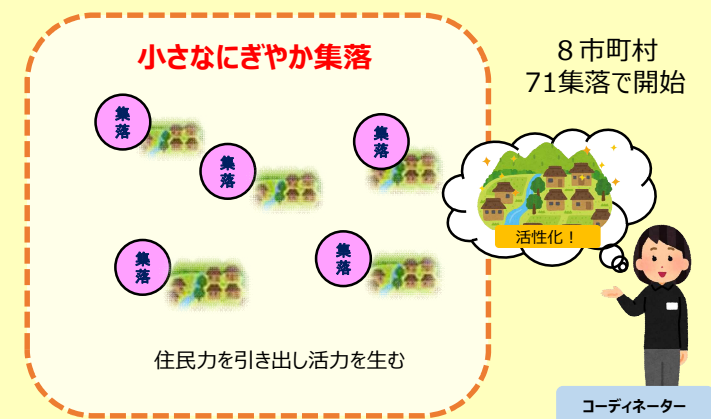 小さなにぎやか集落
８市町村
71集落で開始
集落
集落
集落
集落
集落
活性化！
住民力を引き出し活力を生む
コーディネーター